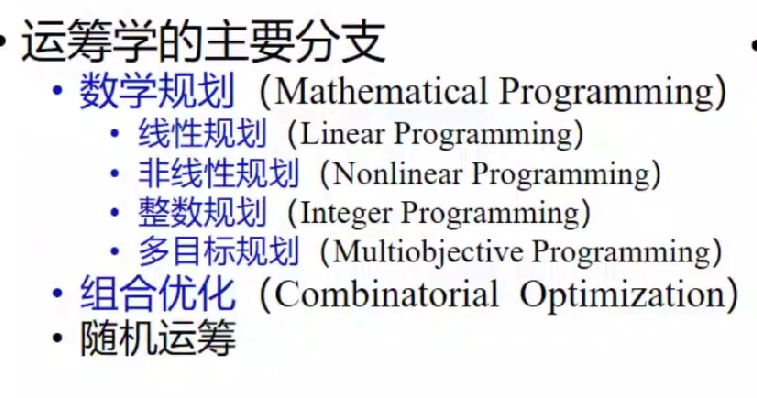 • 运筹学的主要分支
• 数学规划（Mathematical Programming）
• 线性规划（Linear Programming）
• 非线性规划（Nonlinear Programming）
• 整数规划（Integer Programming）
• 多目标规划（Multiobjective Programming）
• 组合优化（Combinatorial Optimization）
• 随机运筹